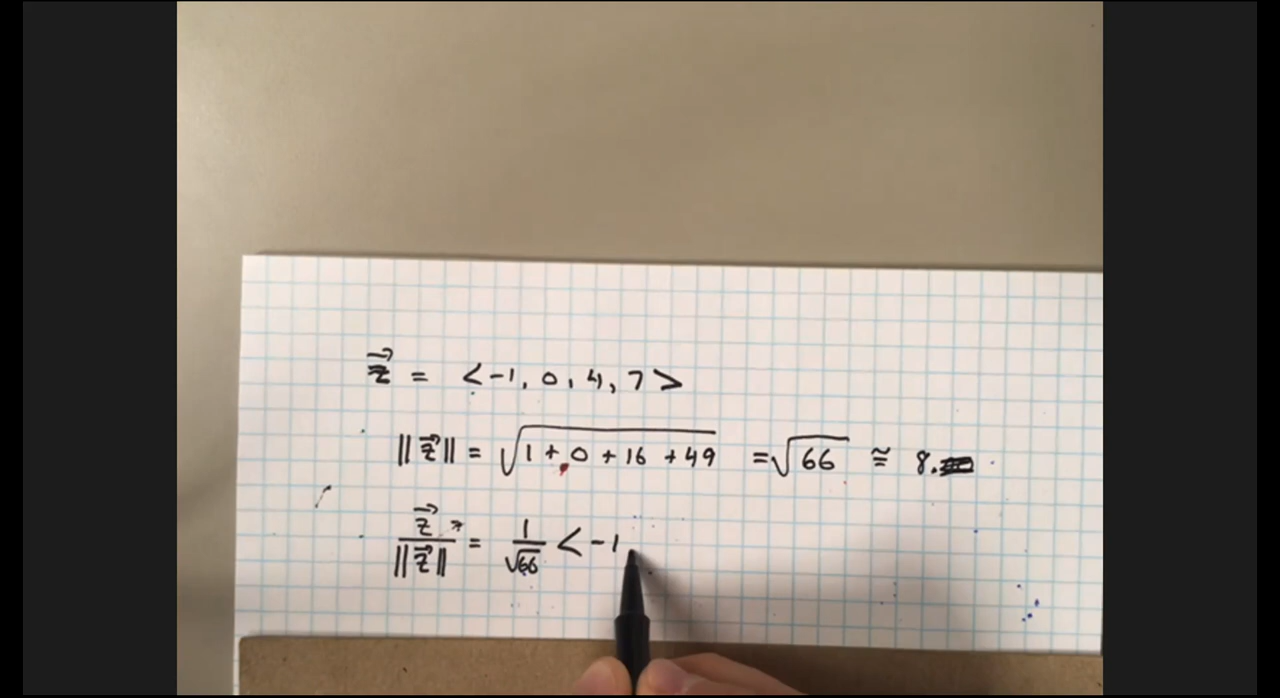 z⃗ = < -1, 0, 4, 7 >
||z⃗|| = √(1 + 0 + 16 + 49) = √66 ≅ 8.
z⃗ / ||z⃗|| = 1/√66 < -1